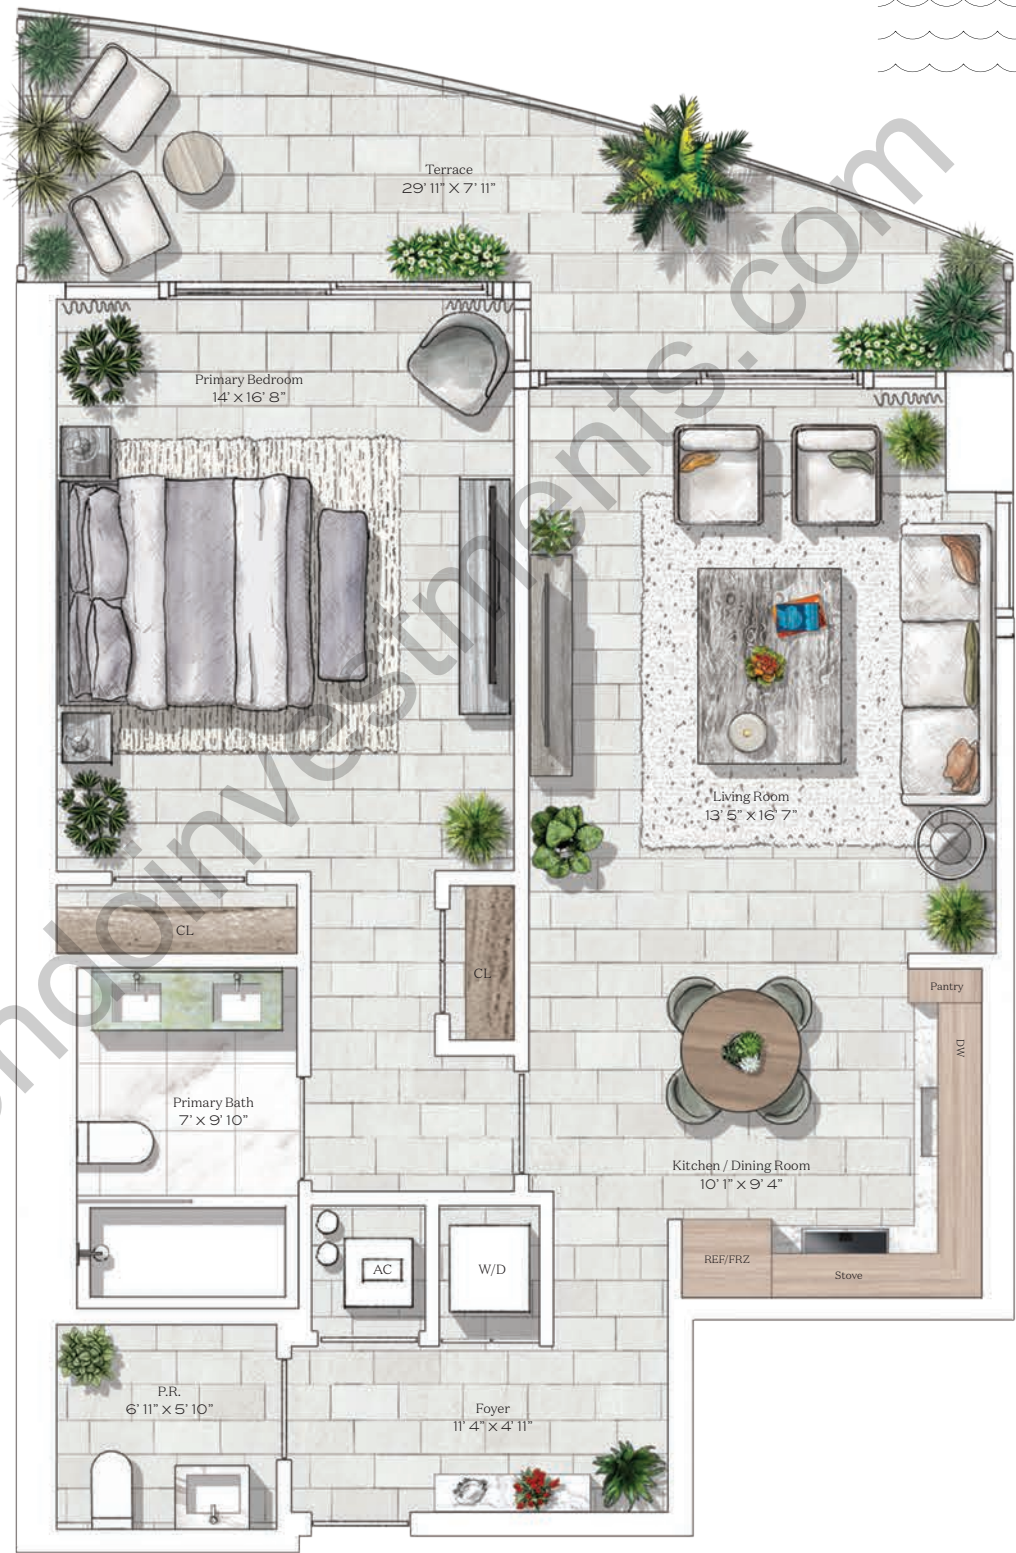 Terrace
29' 11" X 7' 11"
Primary Bedroom
14' X 16' 8"
Living Room
13' 5" X 16' 7"
CL
CL
Pantry
DW
Primary Bath
7' X 9' 10"
Kitchen / Dining Room
10' 1" X 9' 4"
REF/FRZ
Stove
AC
W/D
P.R.
6' 11" X 5' 10"
Foyer
11' 4" X 4' 11"
ndoinvestments.com